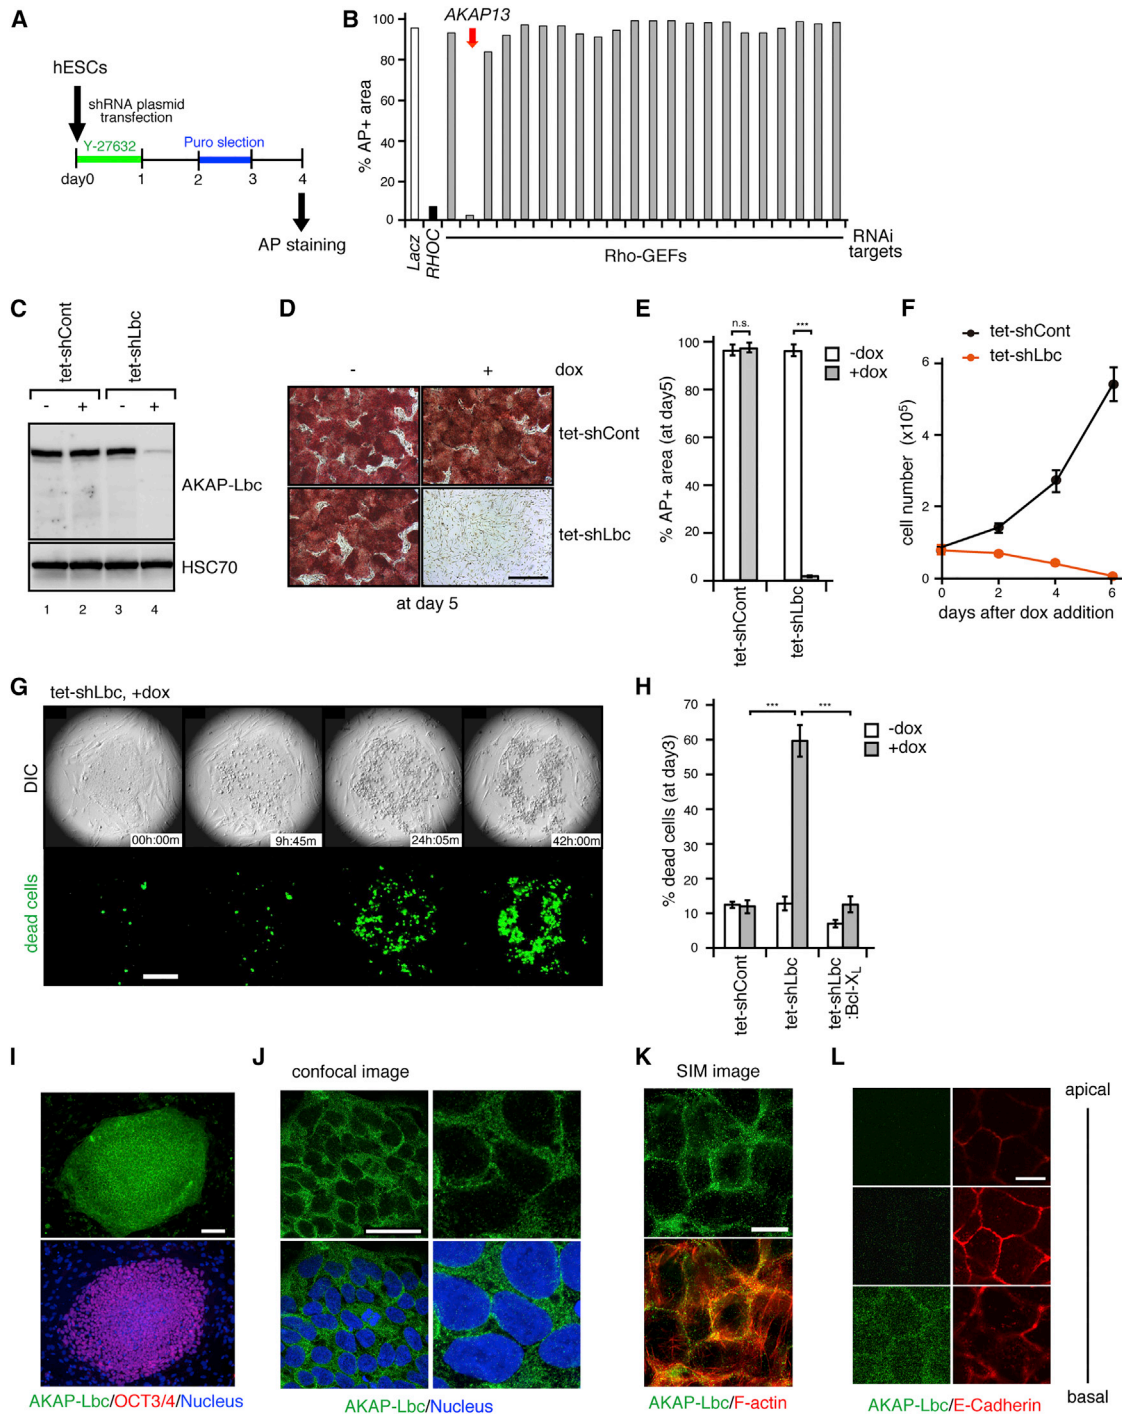 A
hESCs
shRNA plasmid
transfection
Y-27632
Puro slection
day0 1 2 3 4
AP staining
B
AKAP13
% AP+ area
100
80
60
40
20
0
Lacz
RHOC
Rho-GEFs
RNAi
targets
C
tet-shCont
tet-shLbc
- + - +
AKAP-Lbc
HSC70
1 2 3 4
D
- + dox
tet-shCont
tet-shLbc
at day 5
E
% AP+ area (at day5)
n.s.
***
100
80
60
40
20
0
-dox
+dox
tet-shCont
tet-shLbc
F
tet-shCont
tet-shLbc
cell number (x10⁵)
6
4
2
0
0 2 4 6
days after dox addition
G
tet-shLbc, +dox
DIC
00h:00m
9h:45m
24h:05m
42h:00m
dead cells
H
% dead cells (at day3)
70
60
50
40
30
20
10
0
***
***
-dox
+dox
tet-shCont
tet-shLbc
tet-shLbc
:Bcl-XL
I
AKAP-Lbc/OCT3/4/Nucleus
J
confocal image
AKAP-Lbc/Nucleus
K
SIM image
AKAP-Lbc/F-actin
L
apical
basal
AKAP-Lbc/E-Cadherin